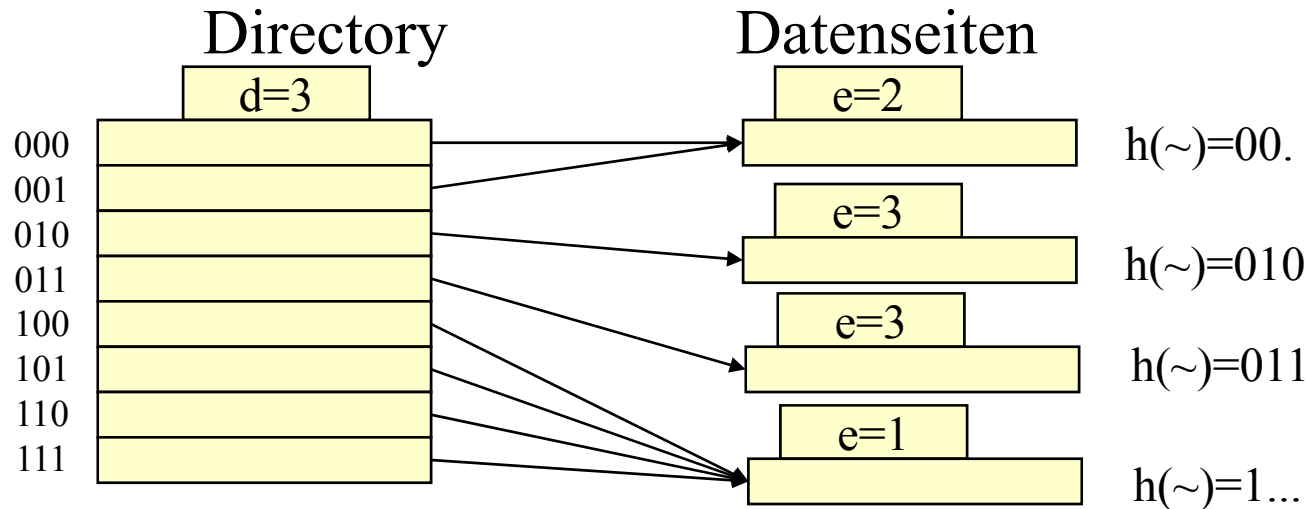 Directory
Datenseiten
d=3
000
001
010
011
100
101
110
111
e=2
h(~)=00.
e=3
h(~)=010
e=3
h(~)=011
e=1
h(~)=1...